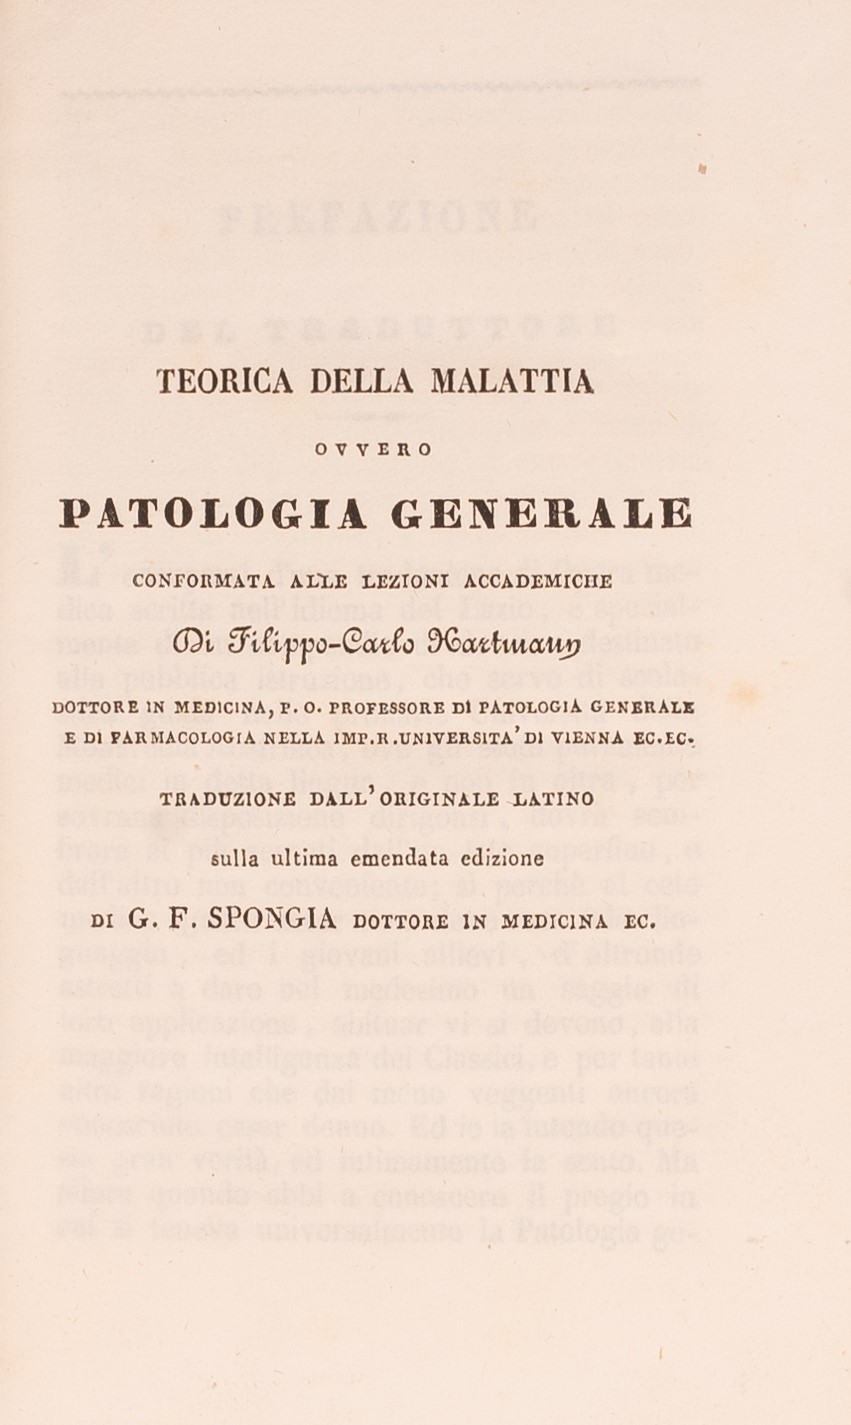 TEORICA DELLA MALATTIA
OVVERO
PATOLOGIA GENERALE
CONFORMATA ALLE LEZIONI ACCADEMICHE
Di Filippo-Carlo Hartmann
DOTTORE IN MEDICINA, P. O. PROFESSORE DI PATOLOGIA GENERALE
E DI FARMACOLOGIA NELLA IMP. R. UNIVERSITA' DI VIENNA EC. EC.
TRADUZIONE DALL' ORIGINALE LATINO
sulla ultima emendata edizione
DI G. F. SPONGIA DOTTORE IN MEDICINA EC.